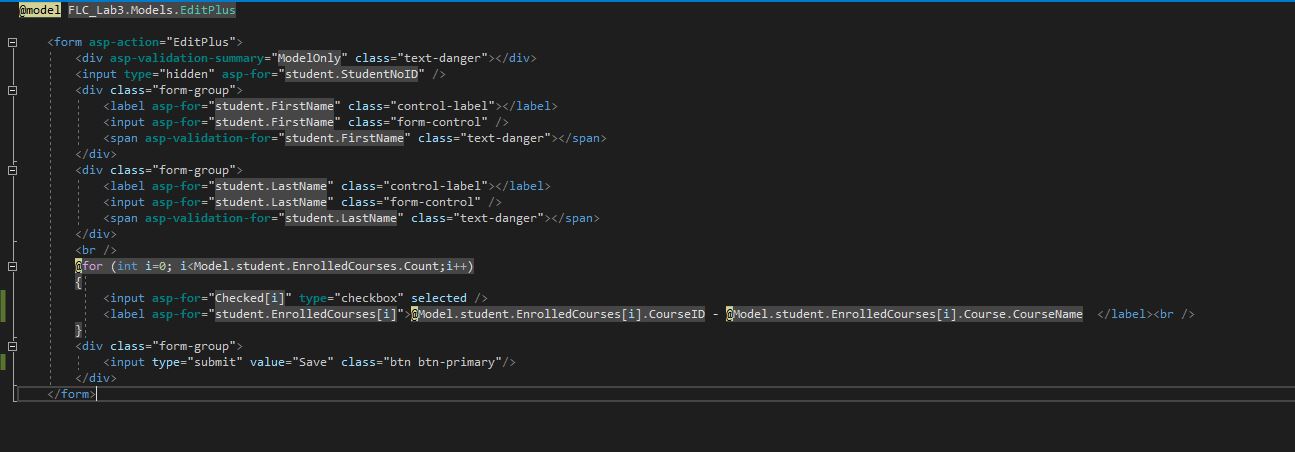 @model FLC_Lab3.Models.EditPlus
<form asp-action="EditPlus">
<div asp-validation-summary="ModelOnly" class="text-danger"></div>
<input type="hidden" asp-for="student.StudentNoID" />
<div class="form-group">
<label asp-for="student.FirstName" class="control-label"></label>
<input asp-for="student.FirstName" class="form-control" />
<span asp-validation-for="student.FirstName" class="text-danger"></span>
</div>
<div class="form-group">
<label asp-for="student.LastName" class="control-label"></label>
<input asp-for="student.LastName" class="form-control" />
<span asp-validation-for="student.LastName" class="text-danger"></span>
</div>
<br />
@for (int i=0; i<Model.student.EnrolledCourses.Count;i++)
{
<input asp-for="Checked[i]" type="checkbox" selected />
<label asp-for="student.EnrolledCourses[i]">@Model.student.EnrolledCourses[i].CourseID - @Model.student.EnrolledCourses[i].Course.CourseName </label><br />
}
<div class="form-group">
<input type="submit" value="Save" class="btn btn-primary"/>
</div>
</form>